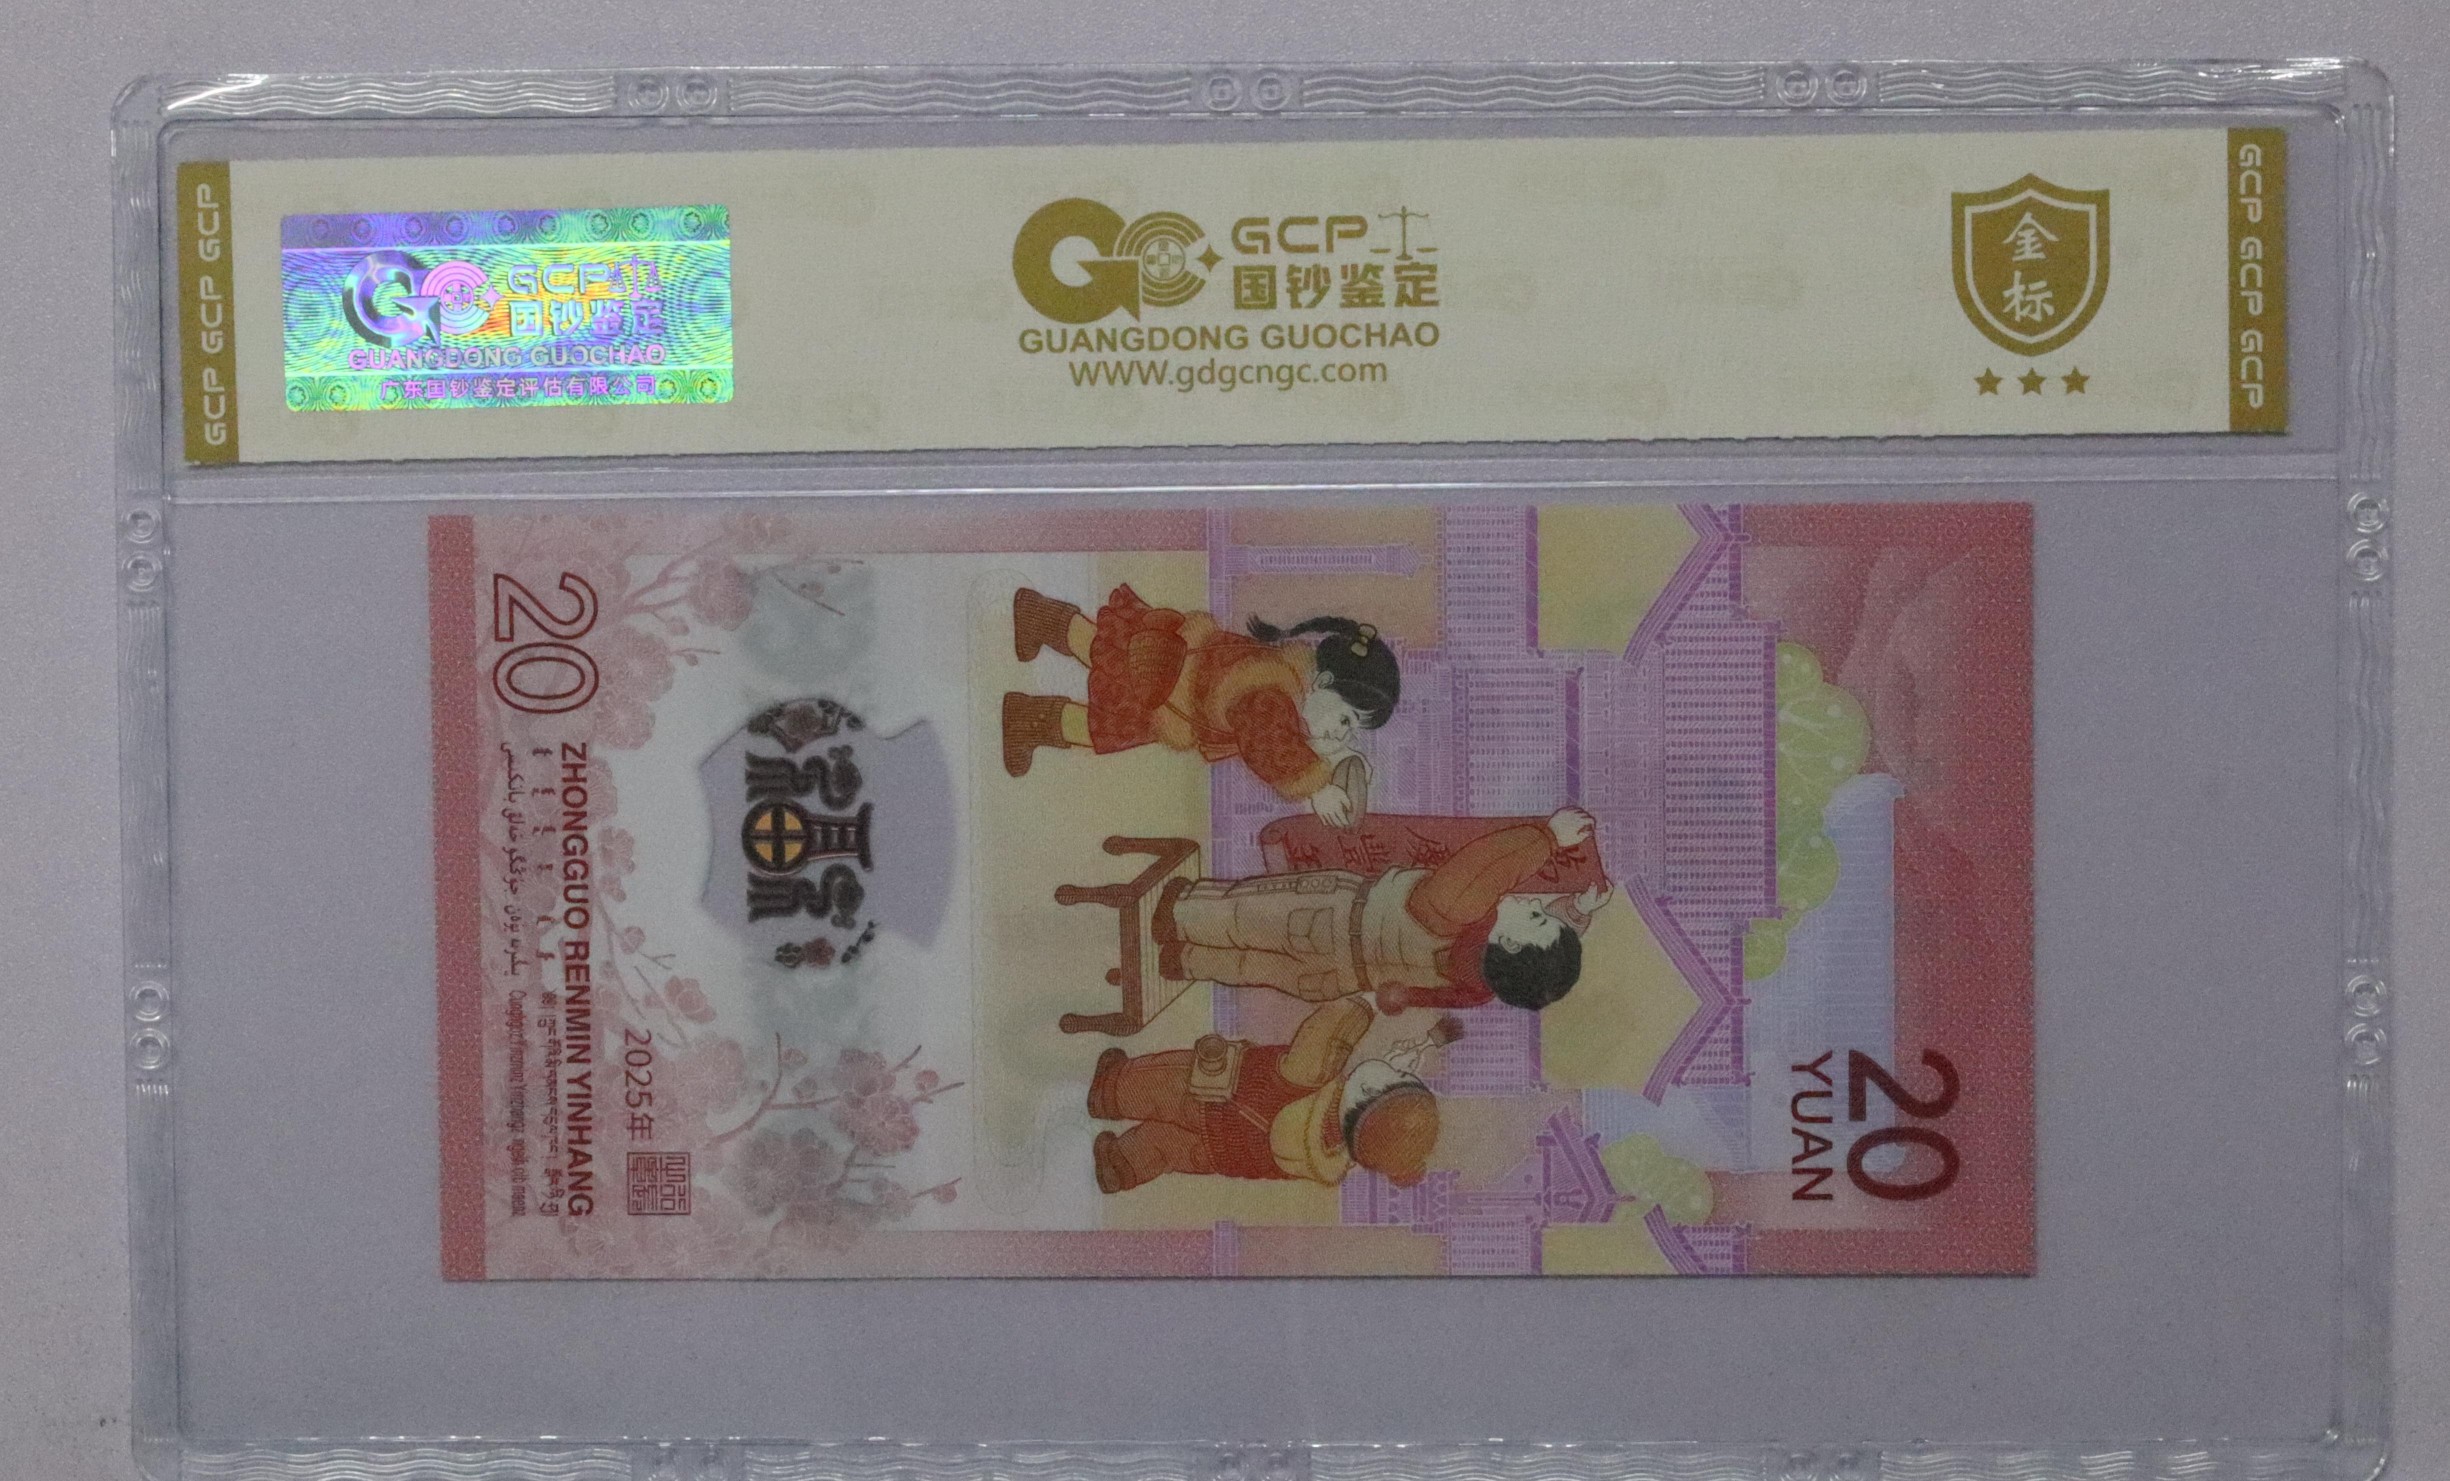 GCP GCP GCP
GCP 国钞鉴定
GUANGDONG GUOCHAO
广东国钞鉴定评估有限公司
GCP
国钞鉴定
GUANGDONG GUOCHAO
WWW.gdgcngc.com
金标
GCP GCP GCP
20
YUAN
2025年
20
ZHONGGUO RENMIN YINHANG